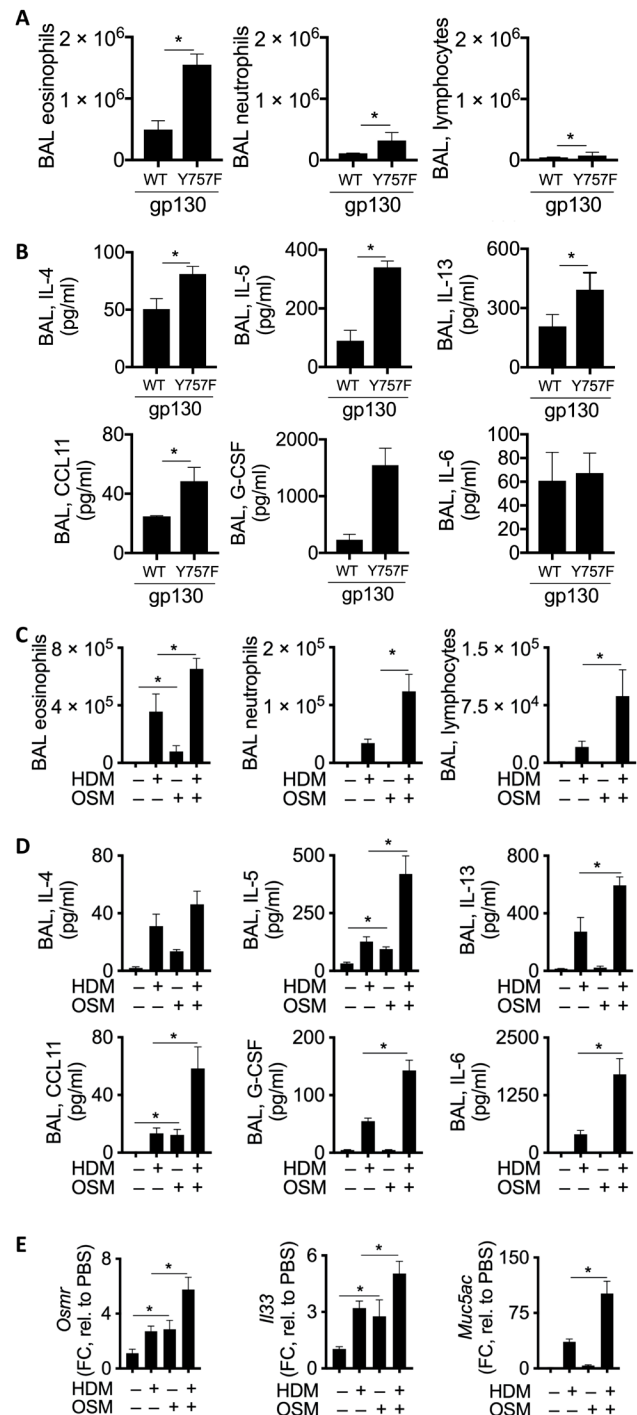 A
BAL eosinophils
2 × 10⁶
1 × 10⁶
0
*
WT Y757F
gp130
BAL neutrophils
2 × 10⁶
1 × 10⁶
0
*
WT Y757F
gp130
BAL, lymphocytes
2 × 10⁶
1 × 10⁶
0
*
WT Y757F
gp130
B
BAL, IL-4
(pg/ml)
100
50
0
*
WT Y757F
gp130
BAL, IL-5
(pg/ml)
400
200
0
*
WT Y757F
gp130
BAL, IL-13
(pg/ml)
600
300
0
*
WT Y757F
gp130
BAL, CCL11
(pg/ml)
80
40
0
*
WT Y757F
gp130
BAL, G-CSF
(pg/ml)
2000
1000
0
WT Y757F
gp130
BAL, IL-6
(pg/ml)
100
80
60
40
20
0
WT Y757F
gp130
C
BAL eosinophils
8 × 10⁵
4 × 10⁵
0
*
*
HDM – + – +
OSM – – + +
BAL neutrophils
2 × 10⁵
1 × 10⁵
0
*
HDM – + – +
OSM – – + +
BAL, lymphocytes
1.5 × 10⁵
7.5 × 10⁴
0.0
*
HDM – + – +
OSM – – + +
D
BAL, IL-4
(pg/ml)
80
40
0
HDM – + – +
OSM – – + +
BAL, IL-5
(pg/ml)
500
250
0
*
*
HDM – + – +
OSM – – + +
BAL, IL-13
(pg/ml)
800
400
0
*
HDM – + – +
OSM – – + +
BAL, CCL11
(pg/ml)
80
40
0
*
*
HDM – + – +
OSM – – + +
BAL, G-CSF
(pg/ml)
200
100
0
*
HDM – + – +
OSM – – + +
BAL, IL-6
(pg/ml)
2500
1250
0
*
HDM – + – +
OSM – – + +
E
Osmr
(FC, rel. to PBS)
8
4
0
*
*
HDM – + – +
OSM – – + +
Il33
(FC, rel. to PBS)
6
3
0
*
*
HDM – + – +
OSM – – + +
Muc5ac
(FC, rel. to PBS)
150
75
0
*
HDM – + – +
OSM – – + +